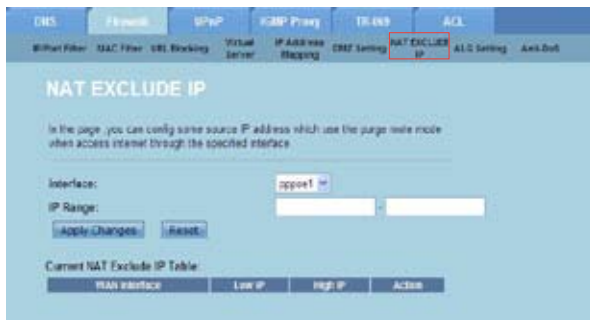 DNS Firewall UPnP IGMP Proxy TR-069 ACL
IP/Port Filter MAC Filter URL Blocking Virtual Server IP Address Mapping DMZ Setting NAT EXCLUDE IP ALG Setting Anti-DoS
NAT EXCLUDE IP
In the page ,you can config some source IP address which use the purge route mode
when access internet through the specified interface.
Interface: pppoe1
IP Range: -
Apply Changes Reset
Current NAT Exclude IP Table:
WAN Interface Low IP High IP Action